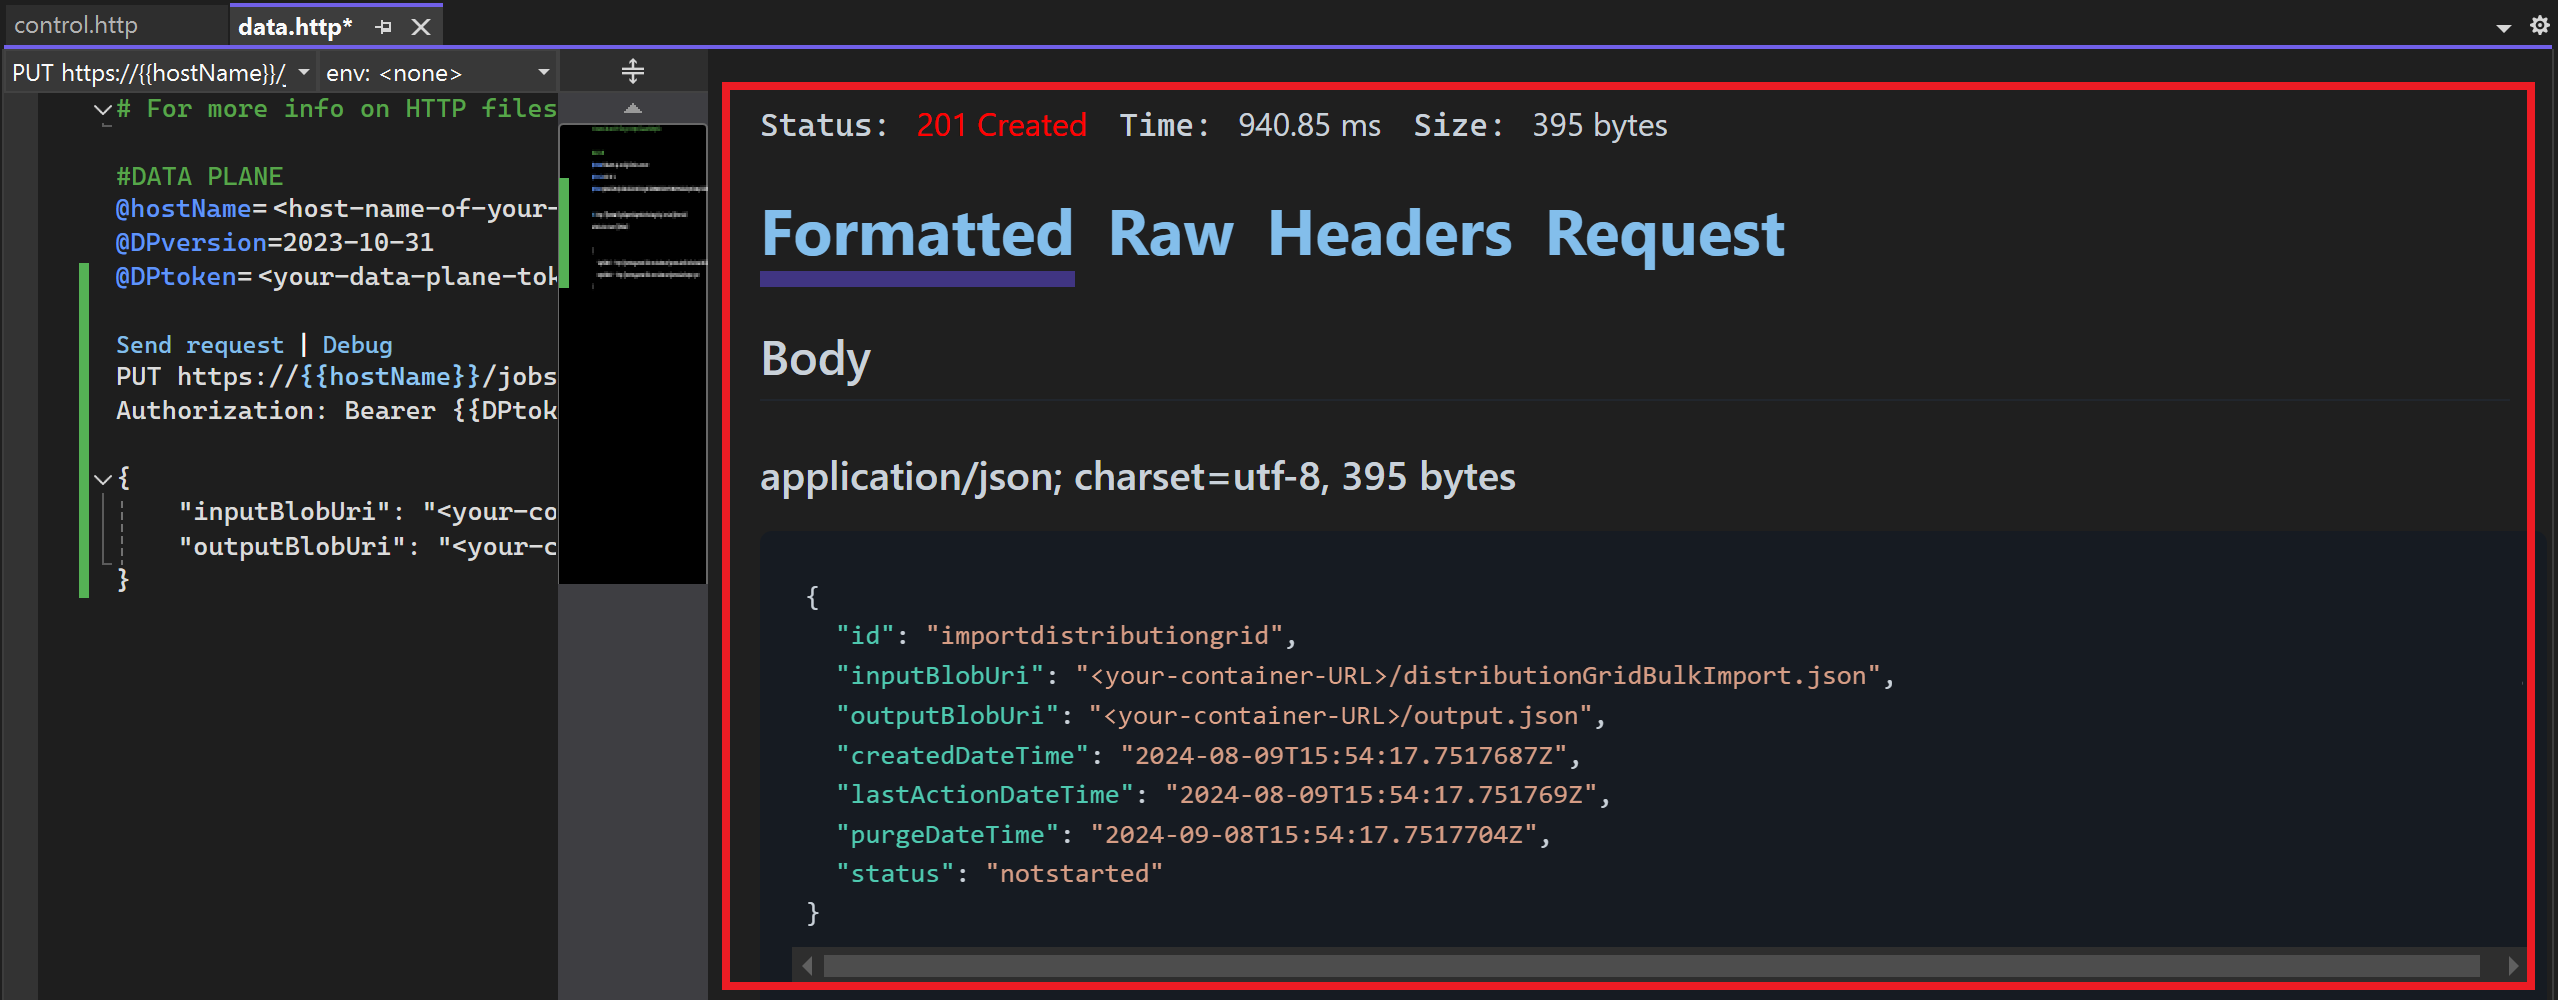 control.http
data.http*
PUT https://{{hostName}}/
env: <none>
# For more info on HTTP files
#DATA PLANE
@hostName=<host-name-of-your-
@DPversion=2023-10-31
@DPtoken=<your-data-plane-tok
Send request | Debug
PUT https://{{hostName}}/jobs
Authorization: Bearer {{DPtok
{
"inputBlobUri": "<your-co
"outputBlobUri": "<your-c
}
Status: 201 Created Time: 940.85 ms Size: 395 bytes
Formatted Raw Headers Request
Body
application/json; charset=utf-8, 395 bytes
{
"id": "importdistributiongrid",
"inputBlobUri": "<your-container-URL>/distributionGridBulkImport.json",
"outputBlobUri": "<your-container-URL>/output.json",
"createdDateTime": "2024-08-09T15:54:17.7517687Z",
"lastActionDateTime": "2024-08-09T15:54:17.751769Z",
"purgeDateTime": "2024-09-08T15:54:17.7517704Z",
"status": "notstarted"
}